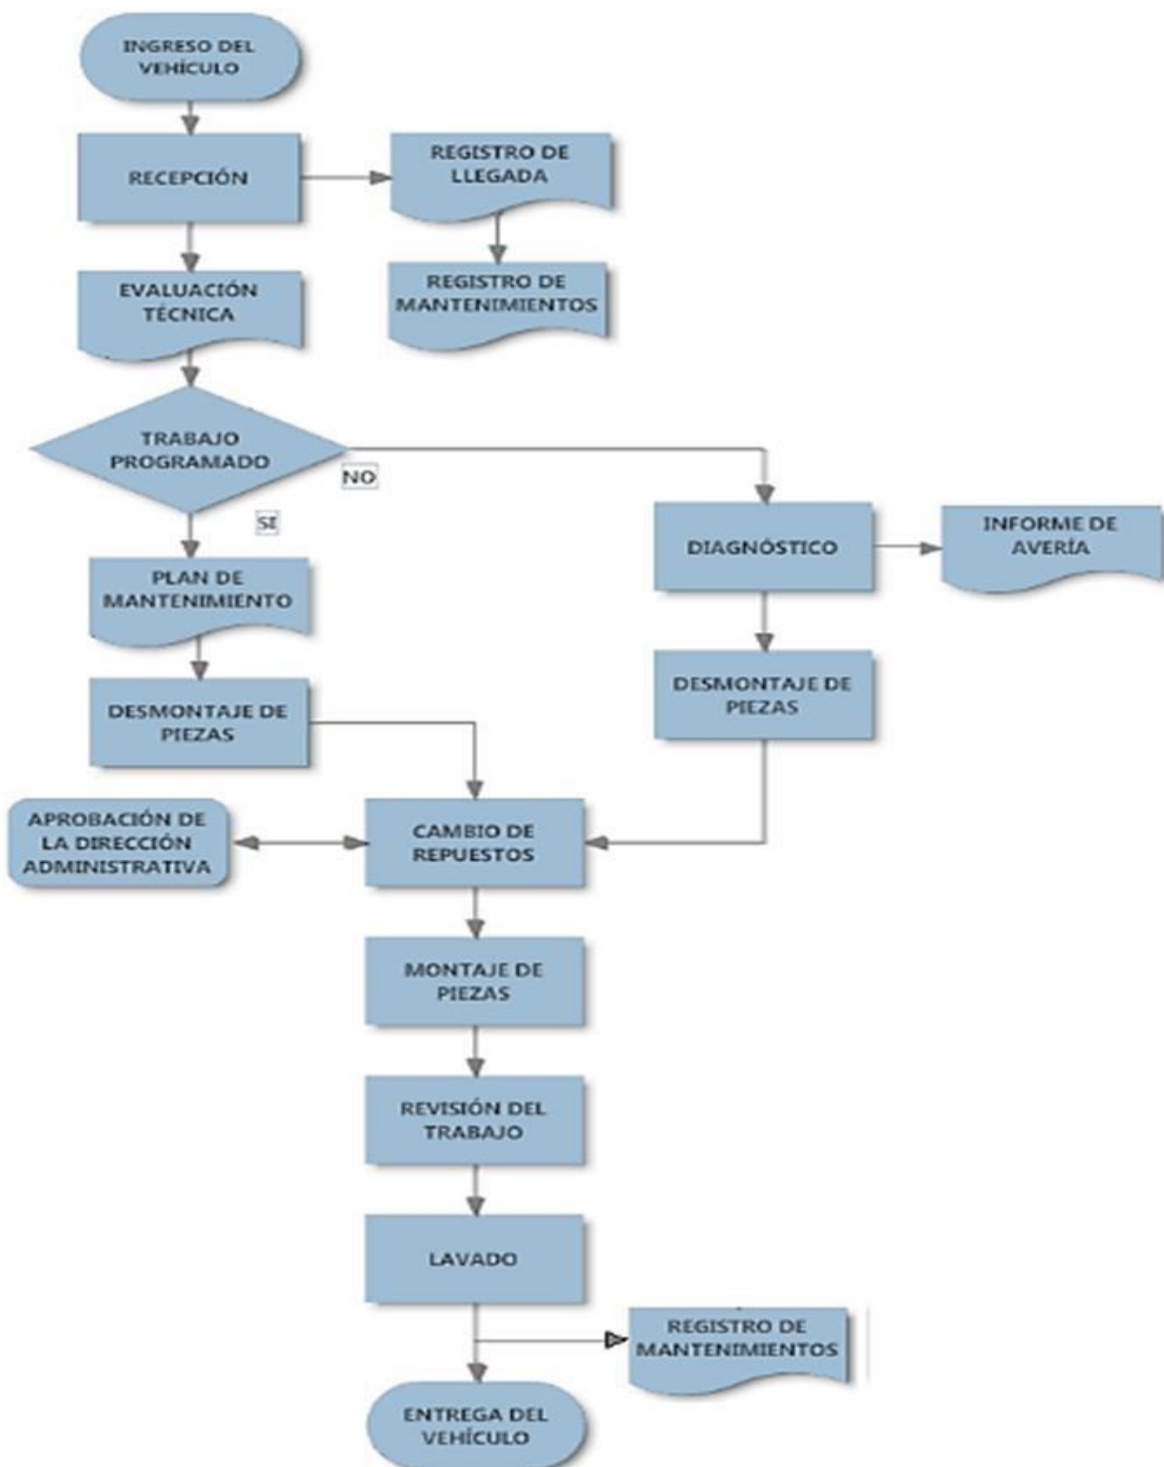 INGRESO DEL
VEHÍCULO
RECEPCIÓN
REGISTRO DE
LLEGADA
EVALUACIÓN
TÉCNICA
REGISTRO DE
MANTENIMIENTOS
TRABAJO
PROGRAMADO
NO
SI
DIAGNÓSTICO
INFORME DE
AVERÍA
PLAN DE
MANTENIMIENTO
DESMONTAJE DE
PIEZAS
DESMONTAJE DE
PIEZAS
APROBACIÓN DE
LA DIRECCIÓN
ADMINISTRATIVA
CAMBIO DE
REPUESTOS
MONTAJE DE
PIEZAS
REVISIÓN DEL
TRABAJO
LAVADO
REGISTRO DE
MANTENIMIENTOS
ENTREGA DEL
VEHÍCULO